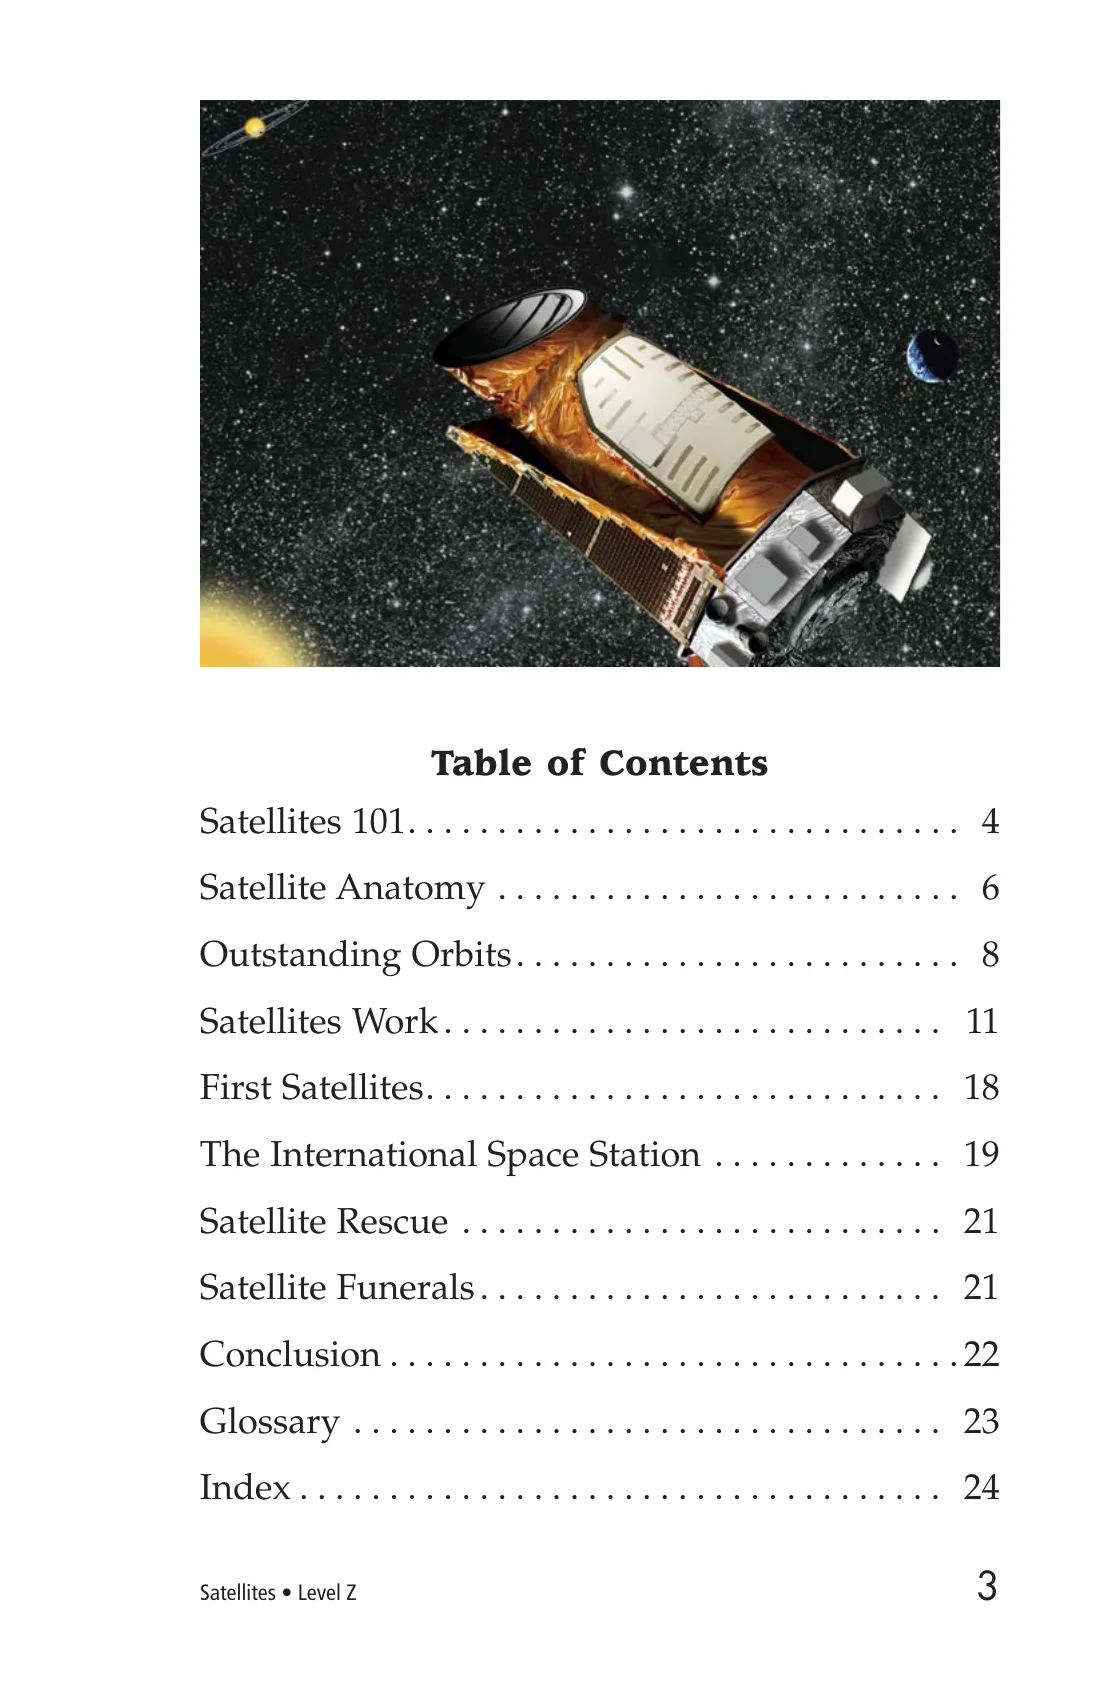 Table of Contents
Satellites 101. . . . . . . . . . . . . . . . . . . . . . . . . . . . . . . 4
Satellite Anatomy . . . . . . . . . . . . . . . . . . . . . . . . . . 6
Outstanding Orbits. . . . . . . . . . . . . . . . . . . . . . . . . 8
Satellites Work. . . . . . . . . . . . . . . . . . . . . . . . . . . . 11
First Satellites. . . . . . . . . . . . . . . . . . . . . . . . . . . . . 18
The International Space Station . . . . . . . . . . . . . 19
Satellite Rescue . . . . . . . . . . . . . . . . . . . . . . . . . . . 21
Satellite Funerals. . . . . . . . . . . . . . . . . . . . . . . . . . 21
Conclusion . . . . . . . . . . . . . . . . . . . . . . . . . . . . . . . . 22
Glossary . . . . . . . . . . . . . . . . . . . . . . . . . . . . . . . . . 23
Index . . . . . . . . . . . . . . . . . . . . . . . . . . . . . . . . . . . . 24
Satellites • Level Z 3